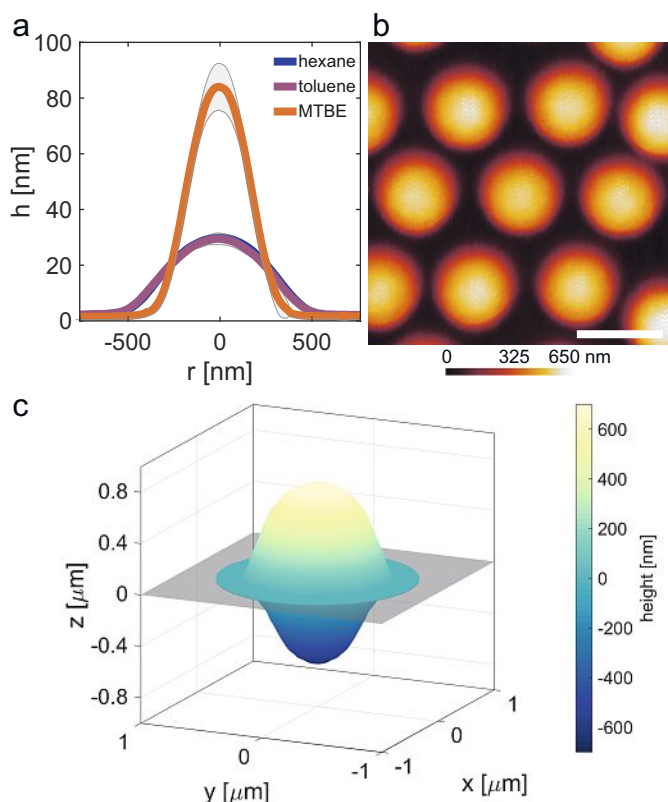 a
100
80
60
40
20
0
h [nm]
-500
0
500
r [nm]
hexane
toluene
MTBE
b
0 325 650 nm
c
0.8
0.4
0
-0.4
-0.8
z [μm]
1
0
-1
y [μm]
-1
0
1
x [μm]
600
400
200
0
-200
-400
-600
height [nm]